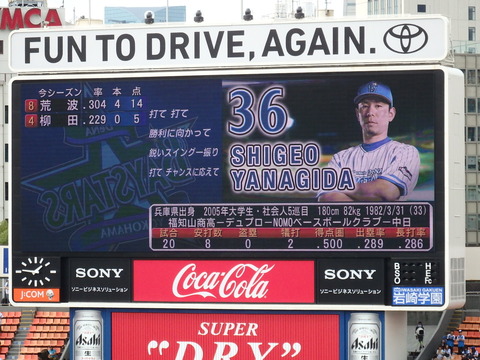 MCA
FUN TO DRIVE, AGAIN.
TOYOTA
今シーズン 率 本 点
8 荒 波 .304 4 14
4 柳 田 .229 0 5
打て 打て
勝利に向かって
鋭いスイング一振り
打て チャンスに応えて
36
SHIGEO
YANAGIDA
兵庫県出身 2005年大学生・社会人5巡目 180cm 82kg 1982/3/31 (33)
福知山商高ーデュプローNOMOベースボールクラブー中日
試合 安打数 盗塁 犠打 得点圏 出塁率 長打率
20 8 0 2 .500 .289 .286
J:COM
SONY
ソニービジネスソリューション
Coca-Cola
SONY
ソニービジネスソリューション
B H
S E
O FC
IWASAKI GAKUEN
岩崎学園
Asahi
SUPER
"DRY"
Asahi